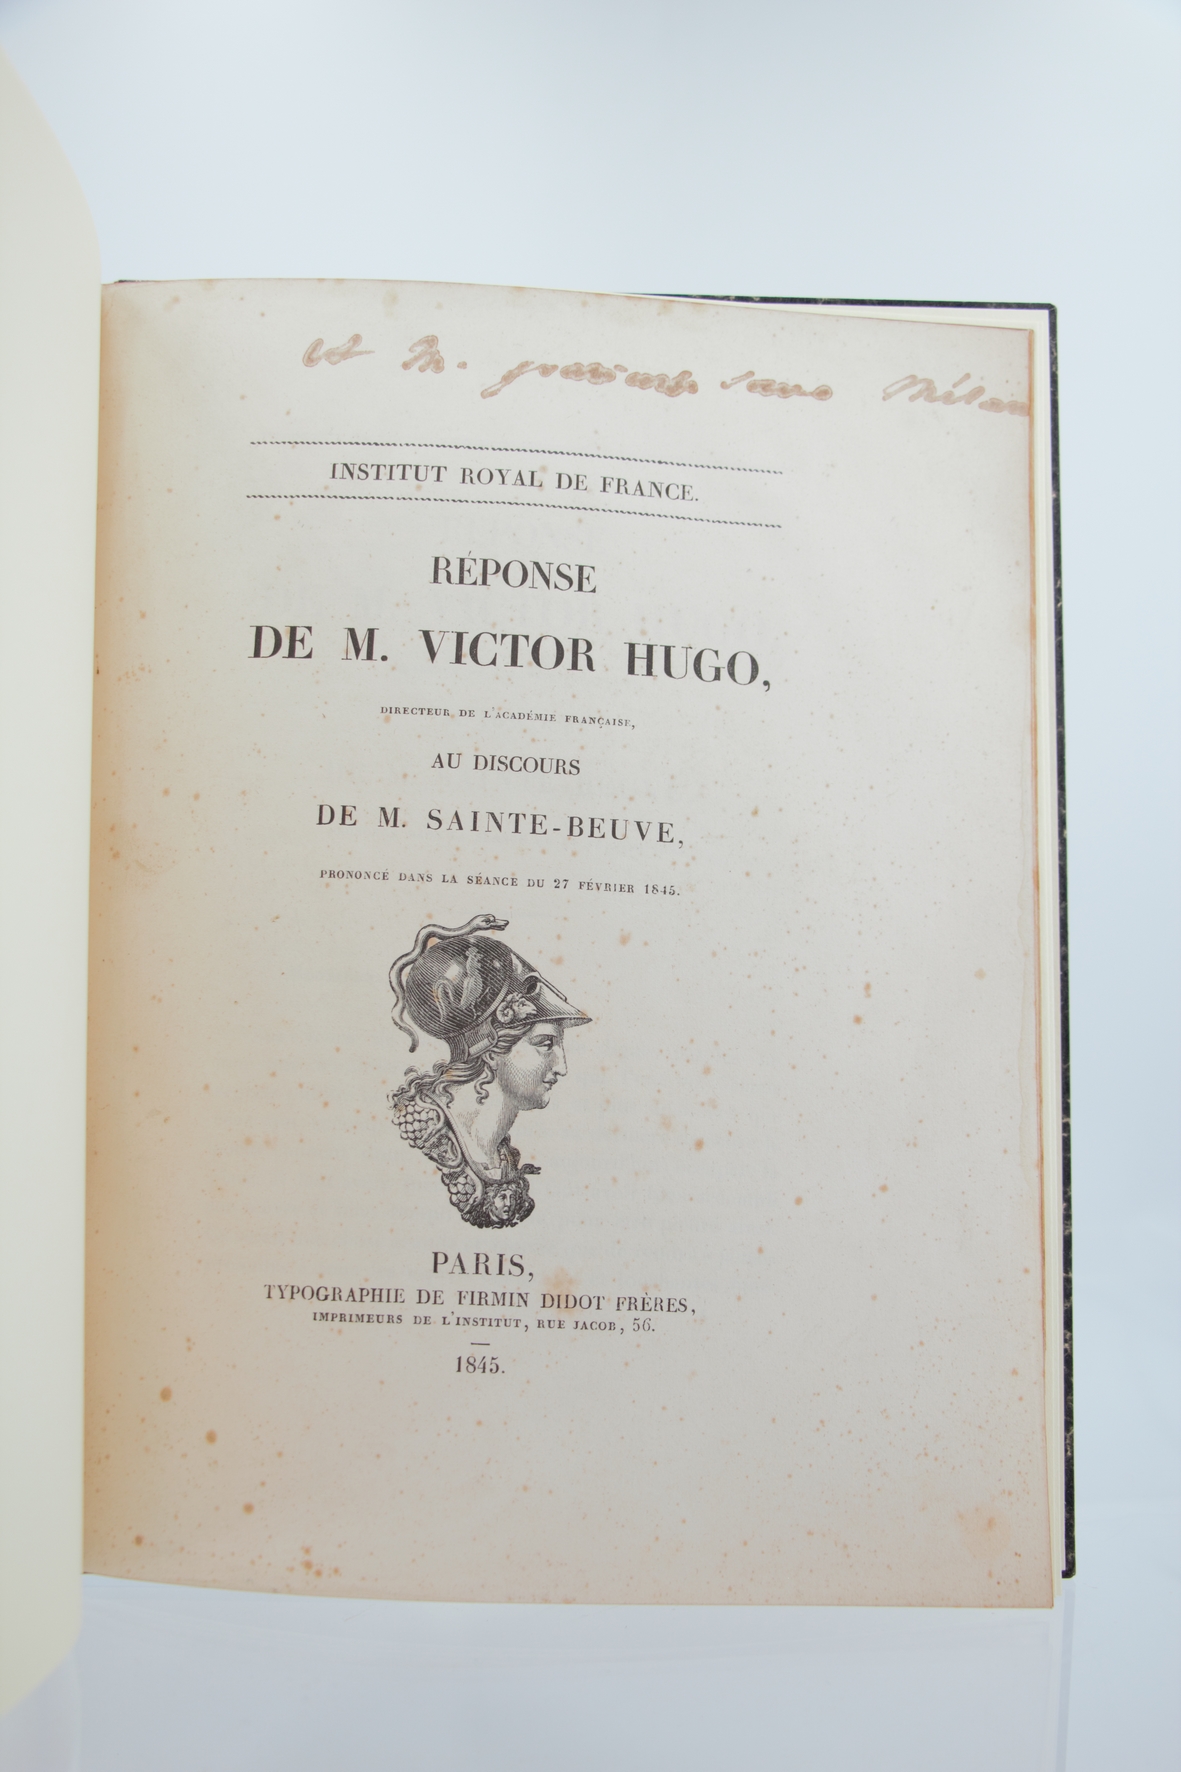 A M.
INSTITUT ROYAL DE FRANCE.
RÉPONSE
DE M. VICTOR HUGO,
DIRECTEUR DE L'ACADÉMIE FRANÇAISE,
AU DISCOURS
DE M. SAINTE-BEUVE,
PRONONCÉ DANS LA SÉANCE DU 27 FÉVRIER 1845.
PARIS,
TYPOGRAPHIE DE FIRMIN DIDOT FRÈRES,
IMPRIMEURS DE L'INSTITUT, RUE JACOB, 56.
1845.